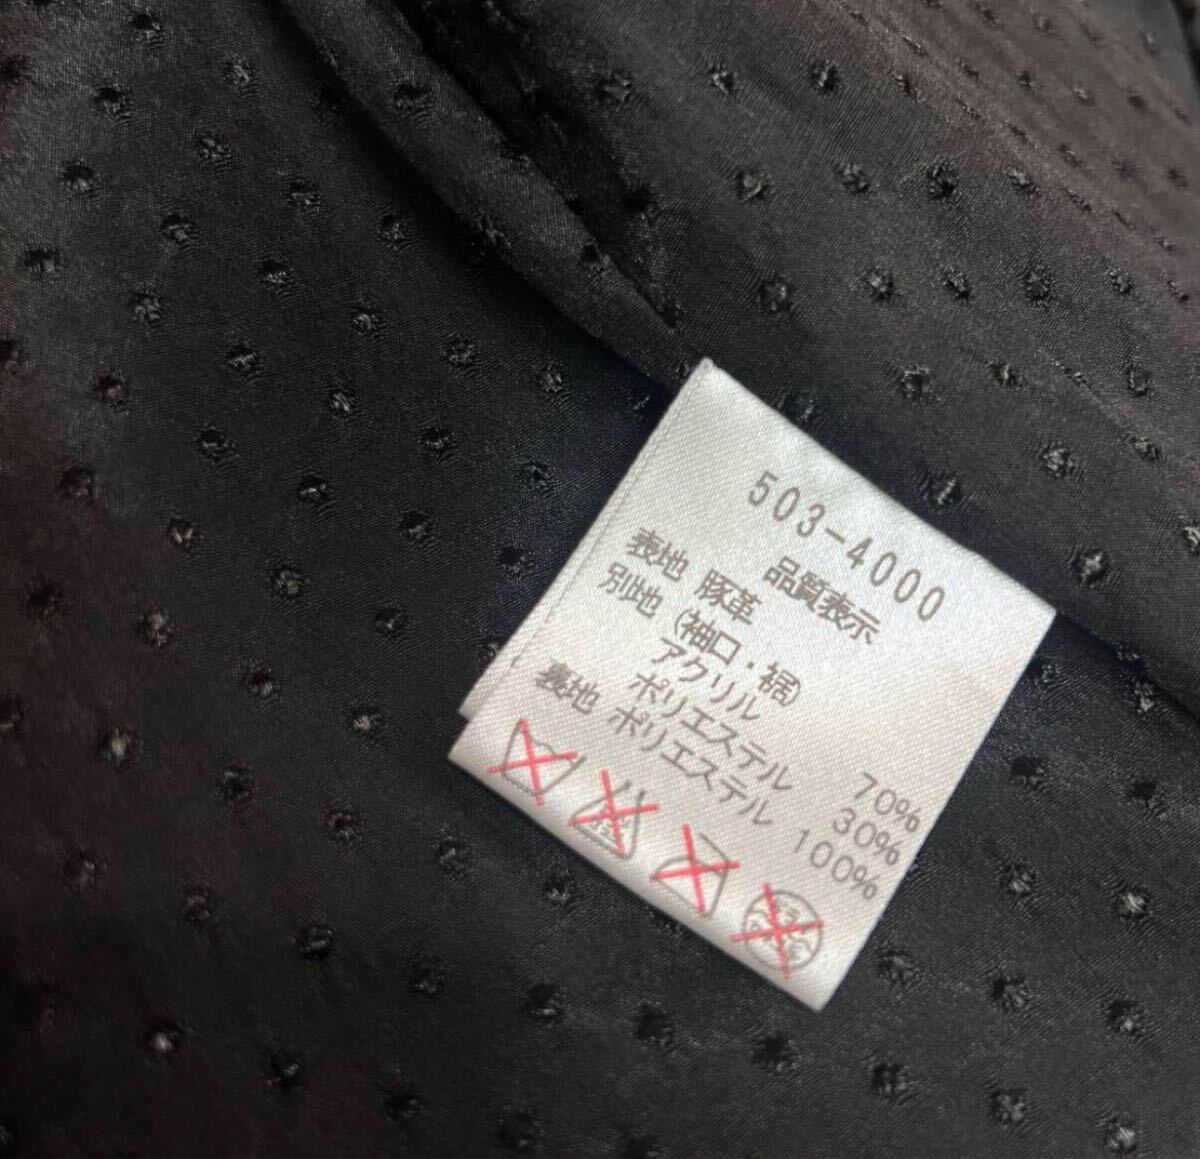 503-4000
品質表示
表地 豚革
別地 (袖口.裾)
アクリル 70%
ポリエステル 30%
裏地 ポリエステル 100%